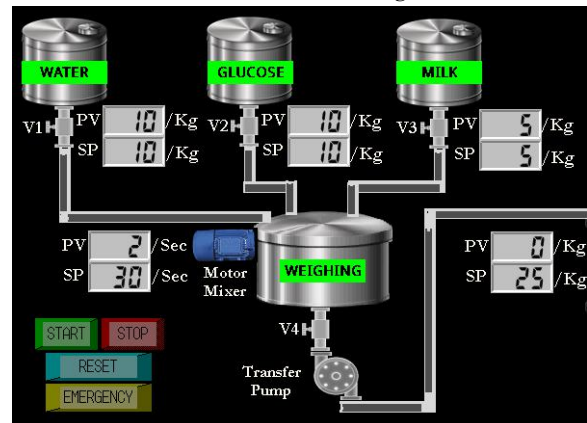 WATER
GLUCOSE
MILK
V1
PV 10 /Kg
SP 10 /Kg
V2
PV 10 /Kg
SP 10 /Kg
V3
PV 5 /Kg
SP 5 /Kg
PV 2 /Sec
SP 30 /Sec
Motor
Mixer
WEIGHING
PV 0 /Kg
SP 25 /Kg
V4
Transfer
Pump
START
STOP
RESET
EMERGENCY